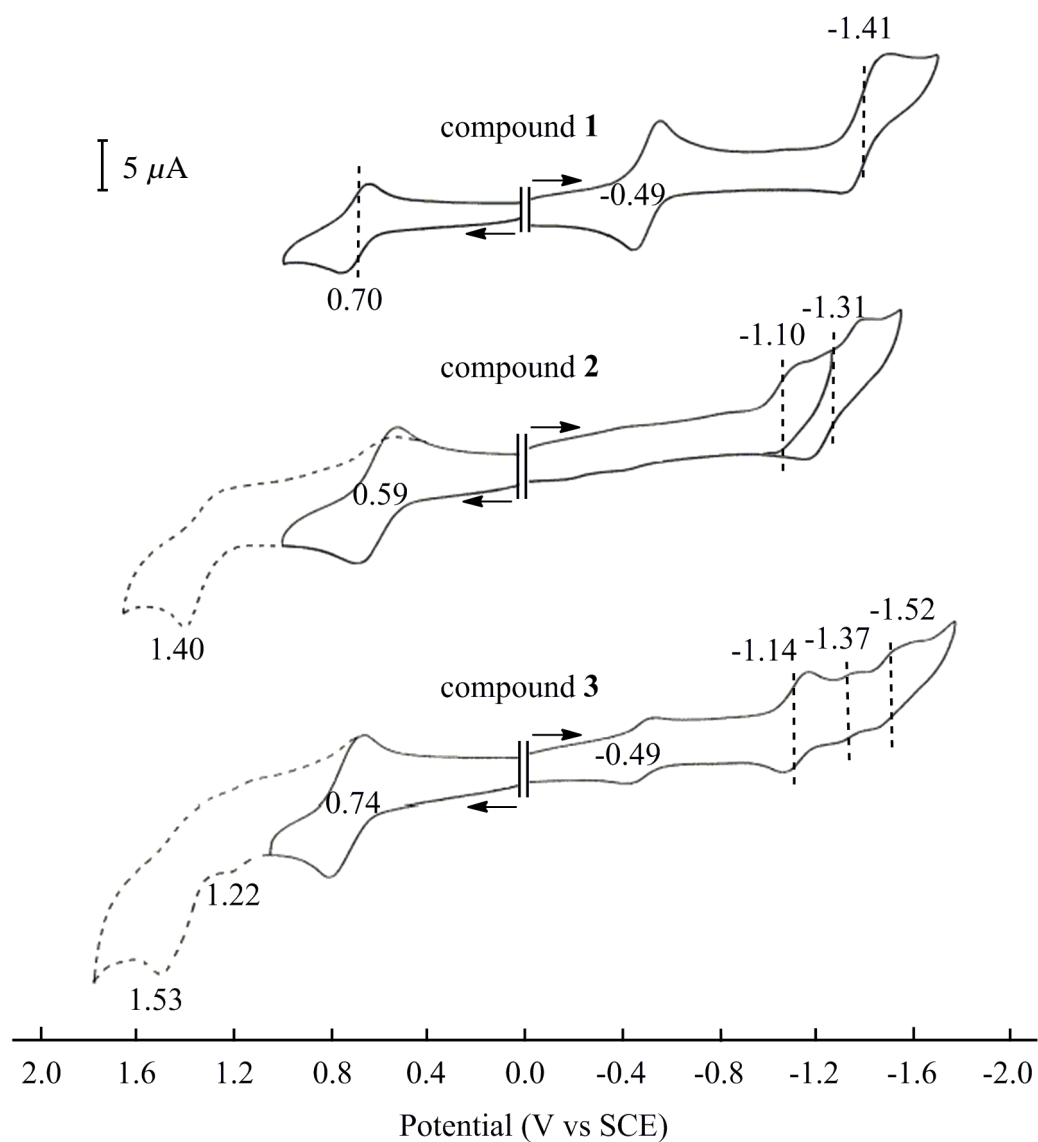 -1.41
compound 1
5 μA
-0.49
0.70
-1.31
-1.10
compound 2
0.59
1.40
-1.52
-1.37
-1.14
compound 3
-0.49
0.74
1.22
1.53
2.0 1.6 1.2 0.8 0.4 0.0 -0.4 -0.8 -1.2 -1.6 -2.0
Potential (V vs SCE)